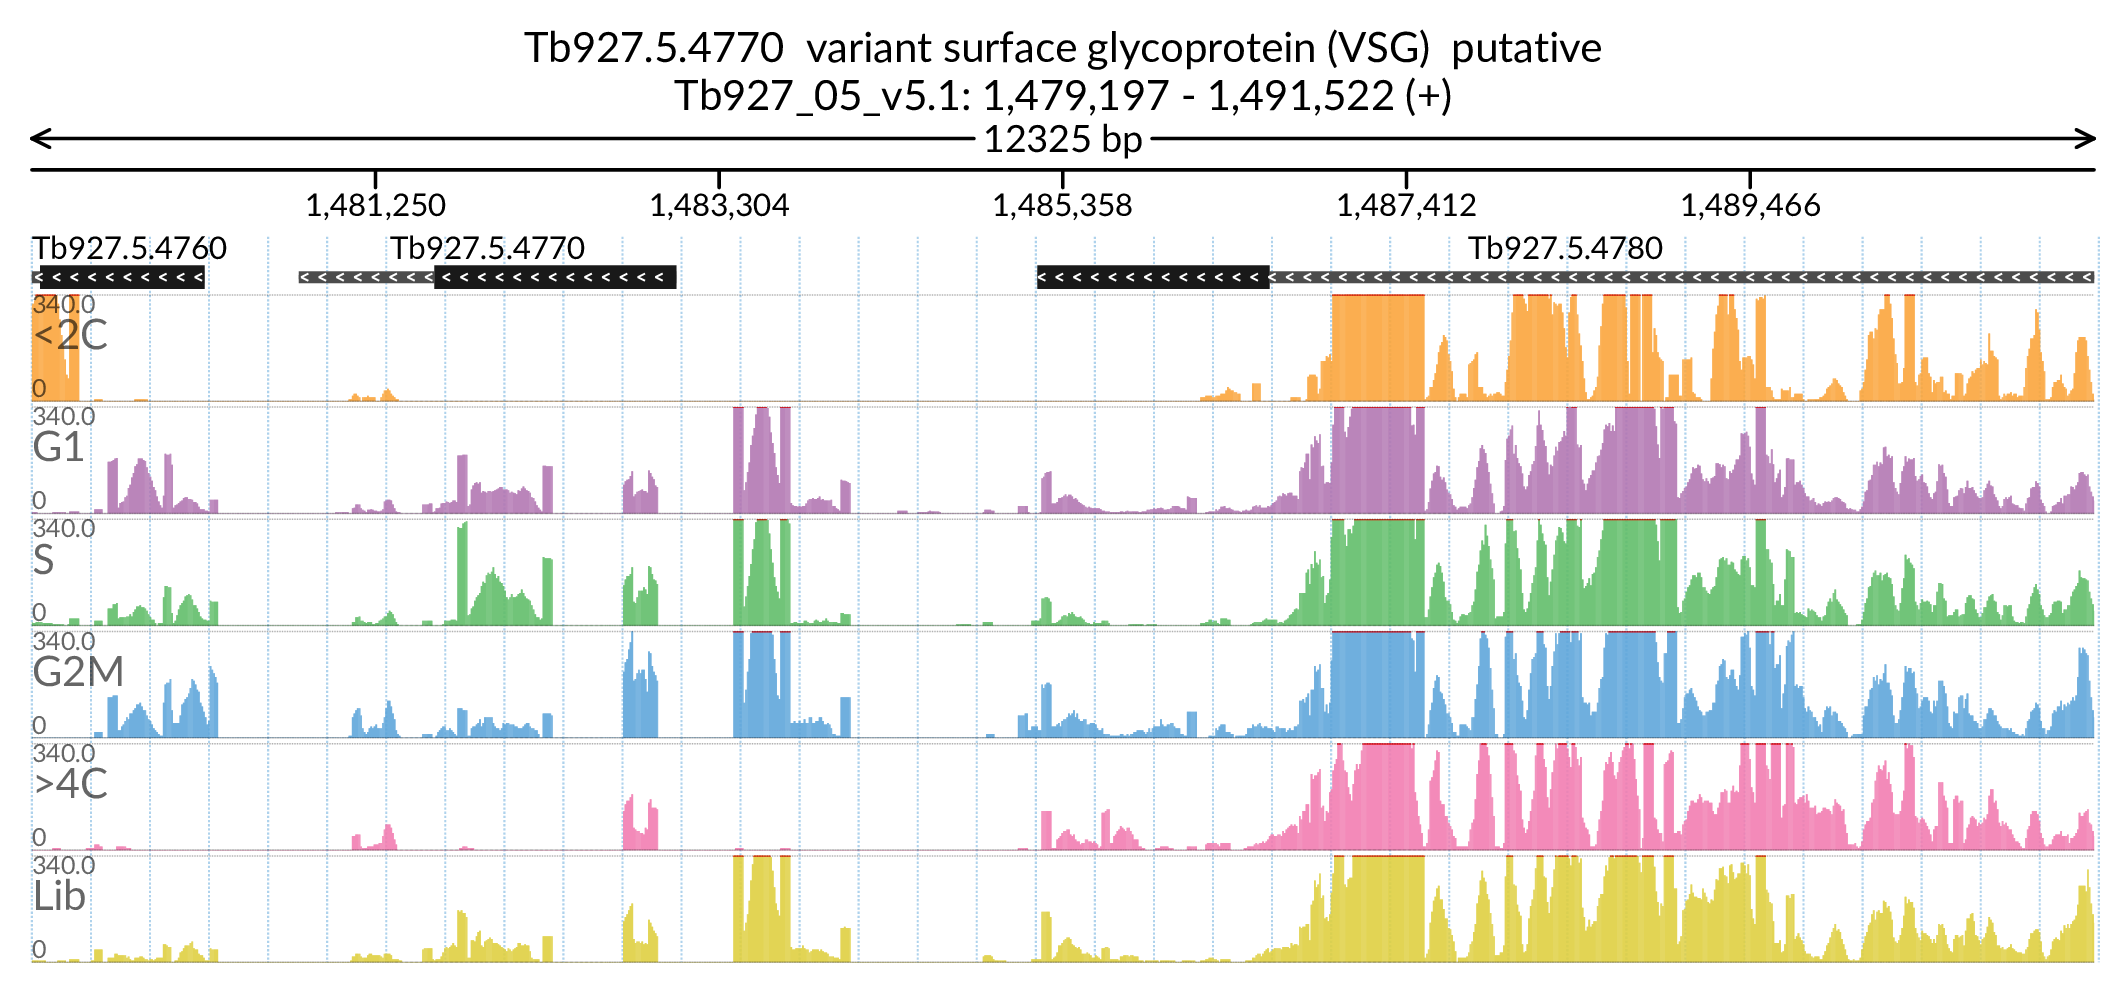 Tb927.5.4770 variant surface glycoprotein (VSG) putative
Tb927_05_v5.1: 1,479,197 - 1,491,522 (+)
12325 bp
1,481,250 1,483,304 1,485,358 1,487,412 1,489,466
Tb927.5.4760 Tb927.5.4770 Tb927.5.4780
340.0
<2C
0
340.0
G1
0
340.0
S
0
340.0
G2M
0
340.0
>4C
0
340.0
Lib
0